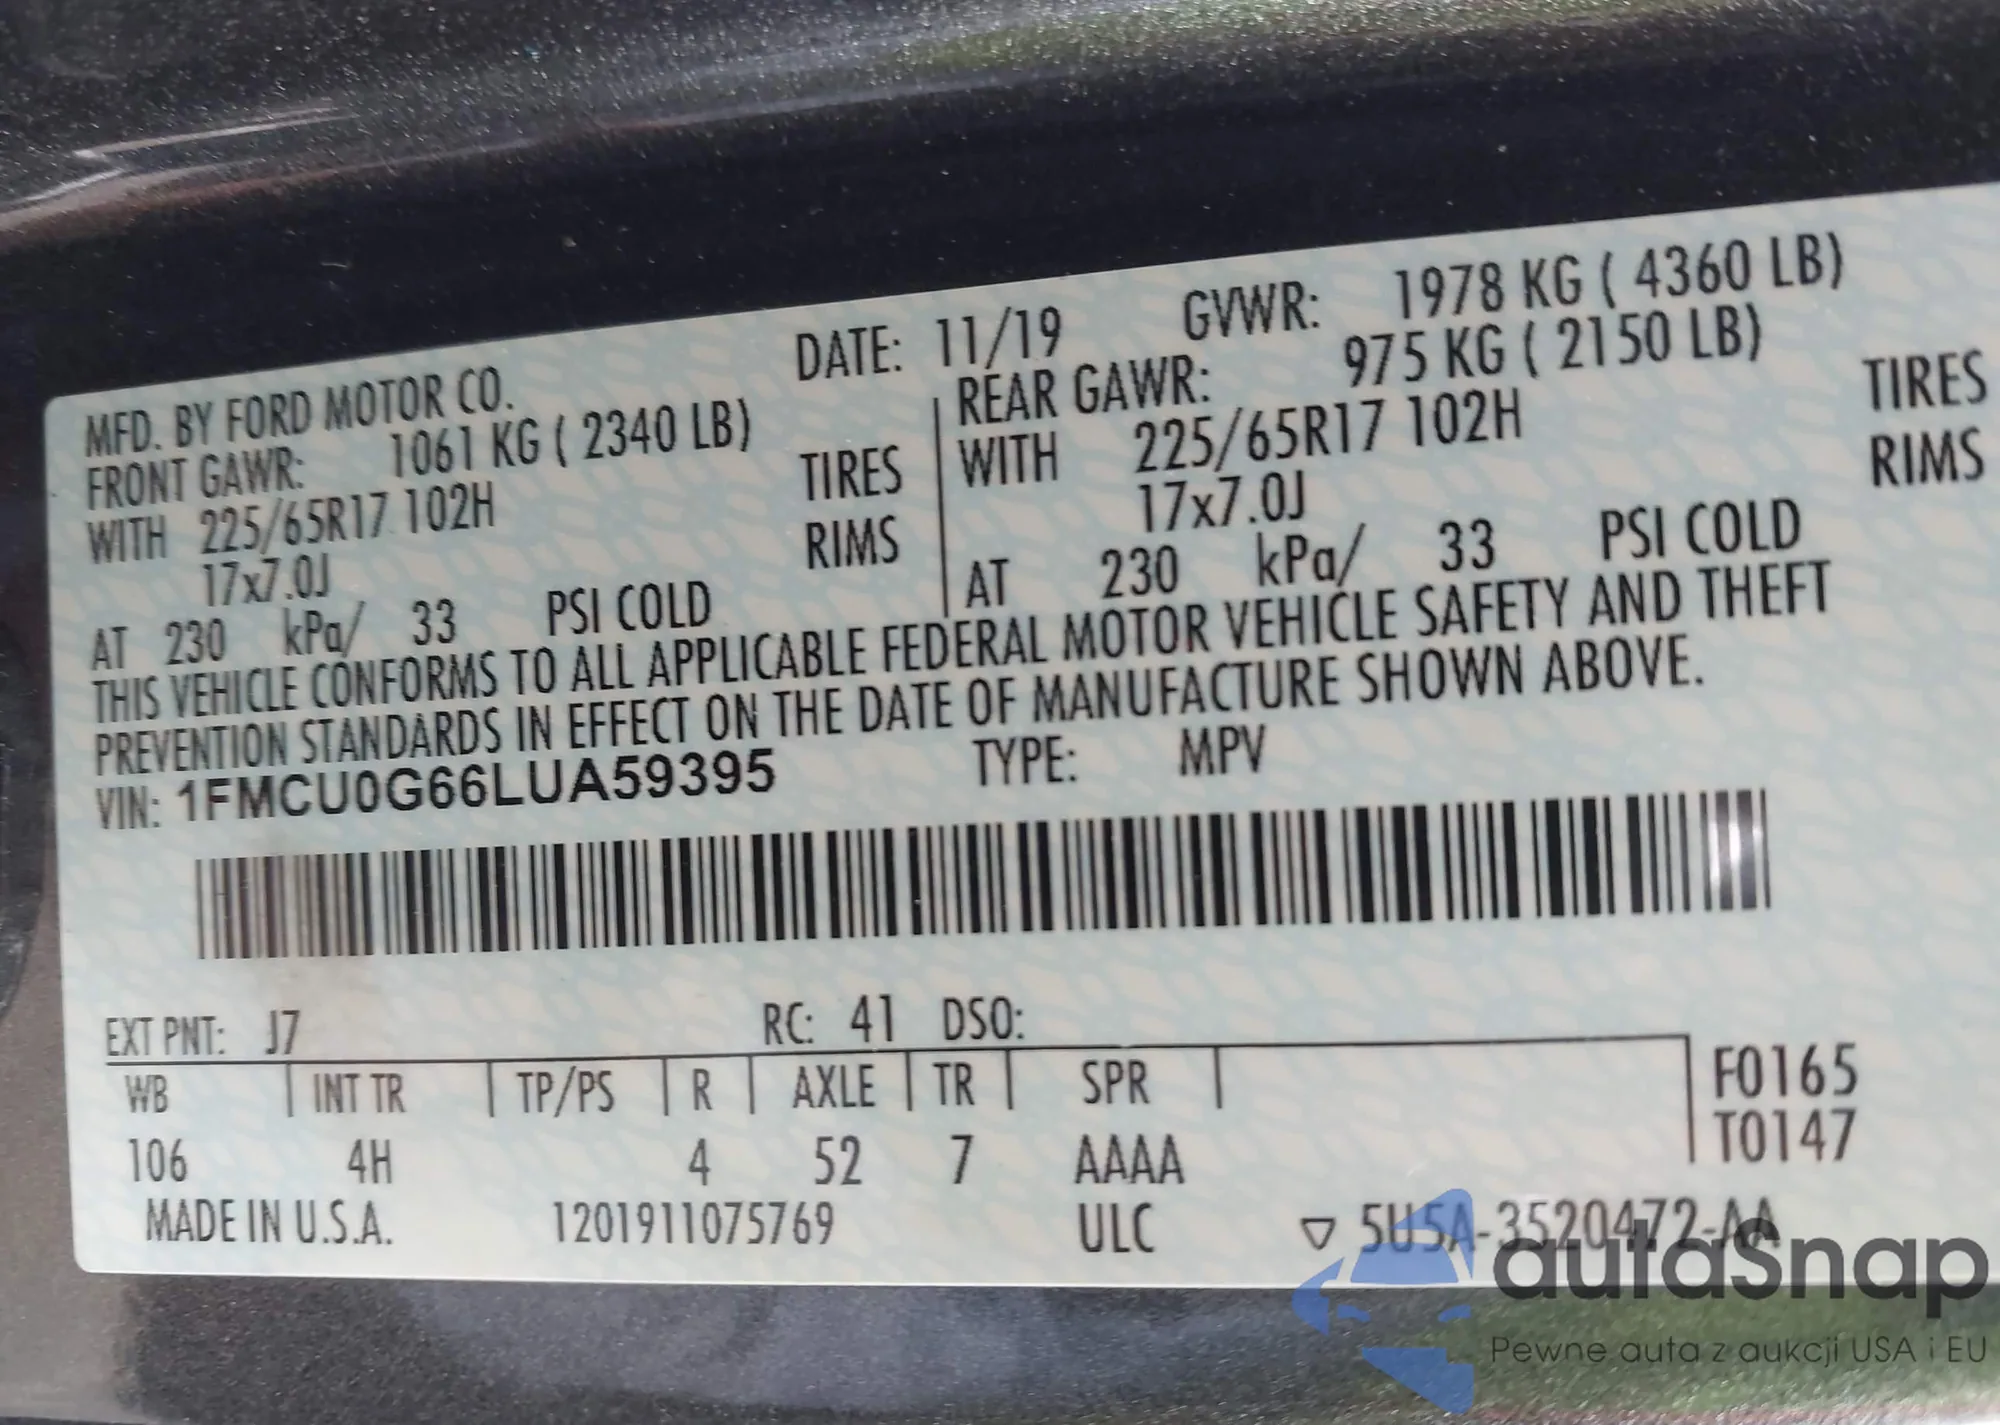 MFD. BY FORD MOTOR CO. DATE: 11/19 GVWR: 1978 KG ( 4360 LB)
FRONT GAWR: 1061 KG ( 2340 LB) REAR GAWR: 975 KG ( 2150 LB)
WITH 225/65R17 102H TIRES WITH 225/65R17 102H TIRES
17x7.0J RIMS 17x7.0J RIMS
AT 230 kPa/ 33 PSI COLD AT 230 kPa/ 33 PSI COLD
THIS VEHICLE CONFORMS TO ALL APPLICABLE FEDERAL MOTOR VEHICLE SAFETY AND THEFT
PREVENTION STANDARDS IN EFFECT ON THE DATE OF MANUFACTURE SHOWN ABOVE.
VIN: 1FMCU0G66LUA59395 TYPE: MPV
EXT PNT: J7 RC: 41 DSO:
WB INT TR TP/PS R AXLE TR SPR F0165
T0147
106 4H 4 52 7 AAAA
MADE IN U.S.A. 1201911075769 ULC ▽ 5U5A-3520472-AA
autaSnap
Pewne auta z aukcji USA i EU